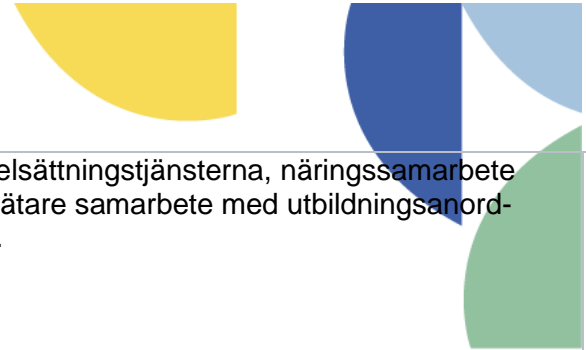 elsättningstjänsterna, näringssamarbete
ätare samarbete med utbildningsanord-
.